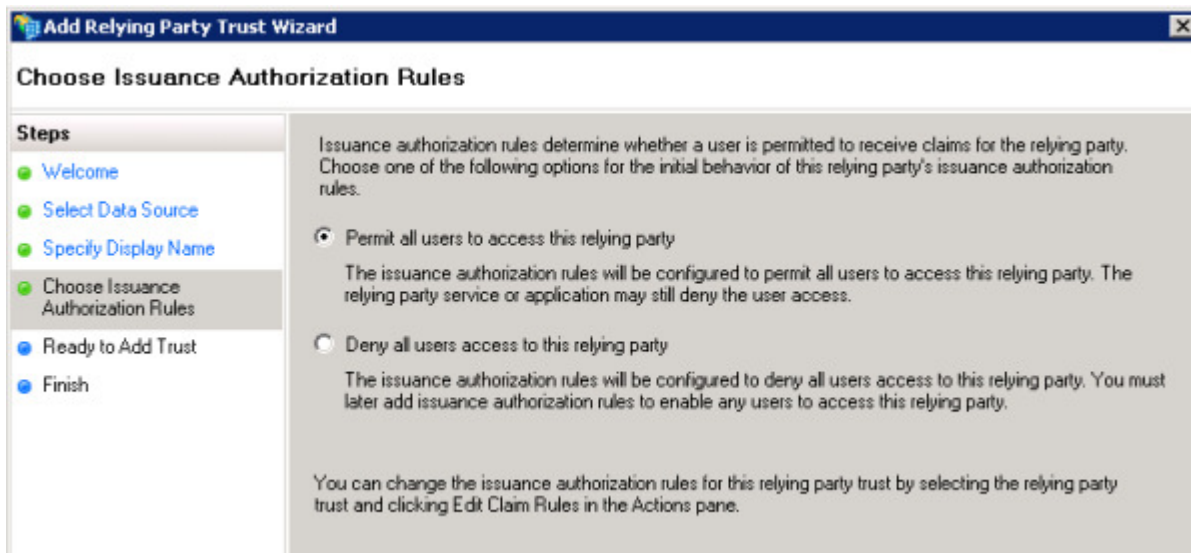 Add Relying Party Trust Wizard
Choose Issuance Authorization Rules
Steps
Welcome
Select Data Source
Specify Display Name
Choose Issuance
Authorization Rules
Ready to Add Trust
Finish
Issuance authorization rules determine whether a user is permitted to receive claims for the relying party.
Choose one of the following options for the initial behavior of this relying party's issuance authorization
rules.
Permit all users to access this relying party
The issuance authorization rules will be configured to permit all users to access this relying party. The
relying party service or application may still deny the user access.
Deny all users access to this relying party
The issuance authorization rules will be configured to deny all users access to this relying party. You must
later add issuance authorization rules to enable any users to access this relying party.
You can change the issuance authorization rules for this relying party trust by selecting the relying party
trust and clicking Edit Claim Rules in the Actions pane.